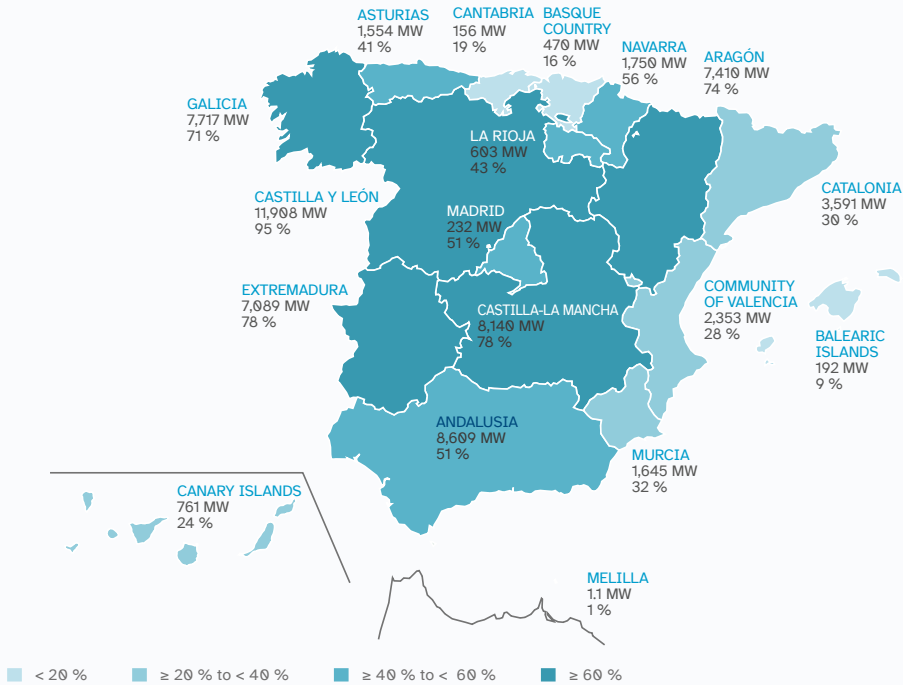 ASTURIAS
1,554 MW
41 %
CANTABRIA
156 MW
19 %
BASQUE
COUNTRY
470 MW
16 %
NAVARRA
1,750 MW
56 %
ARAGÓN
7,410 MW
74 %
GALICIA
7,717 MW
71 %
LA RIOJA
603 MW
43 %
CASTILLA Y LEÓN
11,908 MW
95 %
MADRID
232 MW
51 %
CATALONIA
3,591 MW
30 %
EXTREMADURA
7,089 MW
78 %
CASTILLA-LA MANCHA
8,140 MW
78 %
COMMUNITY
OF VALENCIA
2,353 MW
28 %
BALEARIC
ISLANDS
192 MW
9 %
ANDALUSIA
8,609 MW
51 %
MURCIA
1,645 MW
32 %
CANARY ISLANDS
761 MW
24 %
MELILLA
1.1 MW
1 %
< 20 %
≥ 20 % to < 40 %
≥ 40 % to < 60 %
≥ 60 %